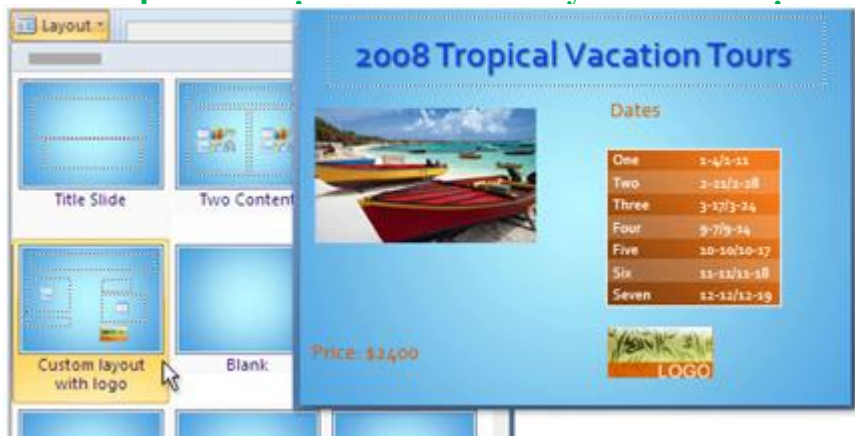 Layout
Title Slide
Two Content
Custom layout
with logo
Blank
2008 Tropical Vacation Tours
Dates
One 1-4/1-11
Two 2-21/2-28
Three 3-17/3-24
Four 9-7/9-14
Five 10-10/10-17
Six 11-11/11-18
Seven 12-12/12-19
Price: $2400
LOGO